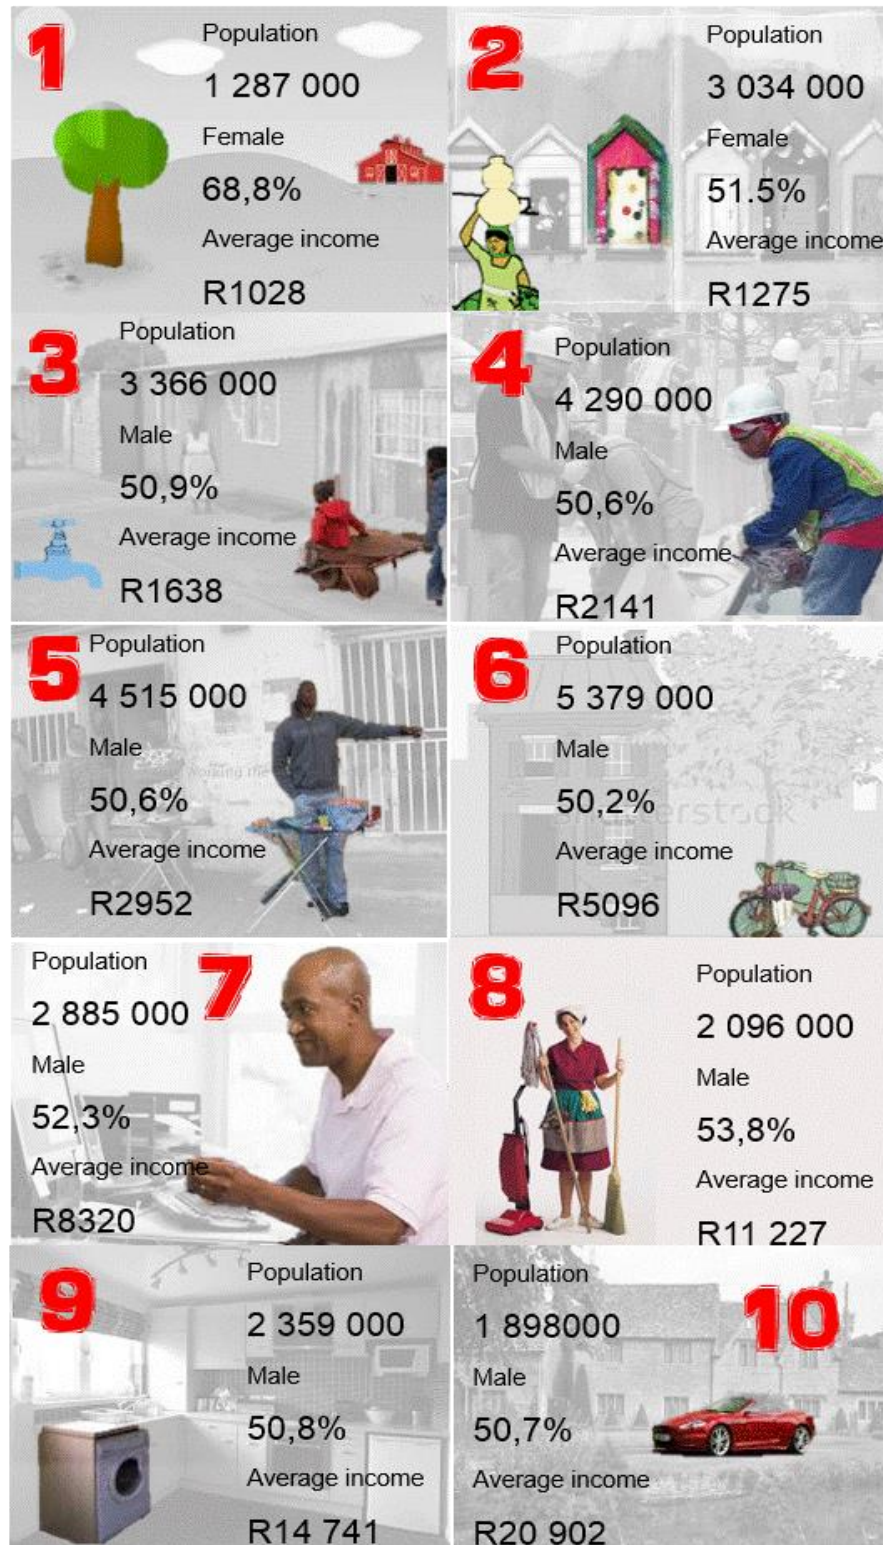 1
Population
1 287 000
Female
68,8%
Average income
R1028
2
Population
3 034 000
Female
51.5%
Average income
R1275
3
Population
3 366 000
Male
50,9%
Average income
R1638
4
Population
4 290 000
Male
50,6%
Average income
R2141
5
Population
4 515 000
Male
50,6%
Average income
R2952
6
Population
5 379 000
Male
50,2%
Average income
R5096
7
Population
2 885 000
Male
52,3%
Average income
R8320
8
Population
2 096 000
Male
53,8%
Average income
R11 227
9
Population
2 359 000
Male
50,8%
Average income
R14 741
10
Population
1 898000
Male
50,7%
Average income
R20 902